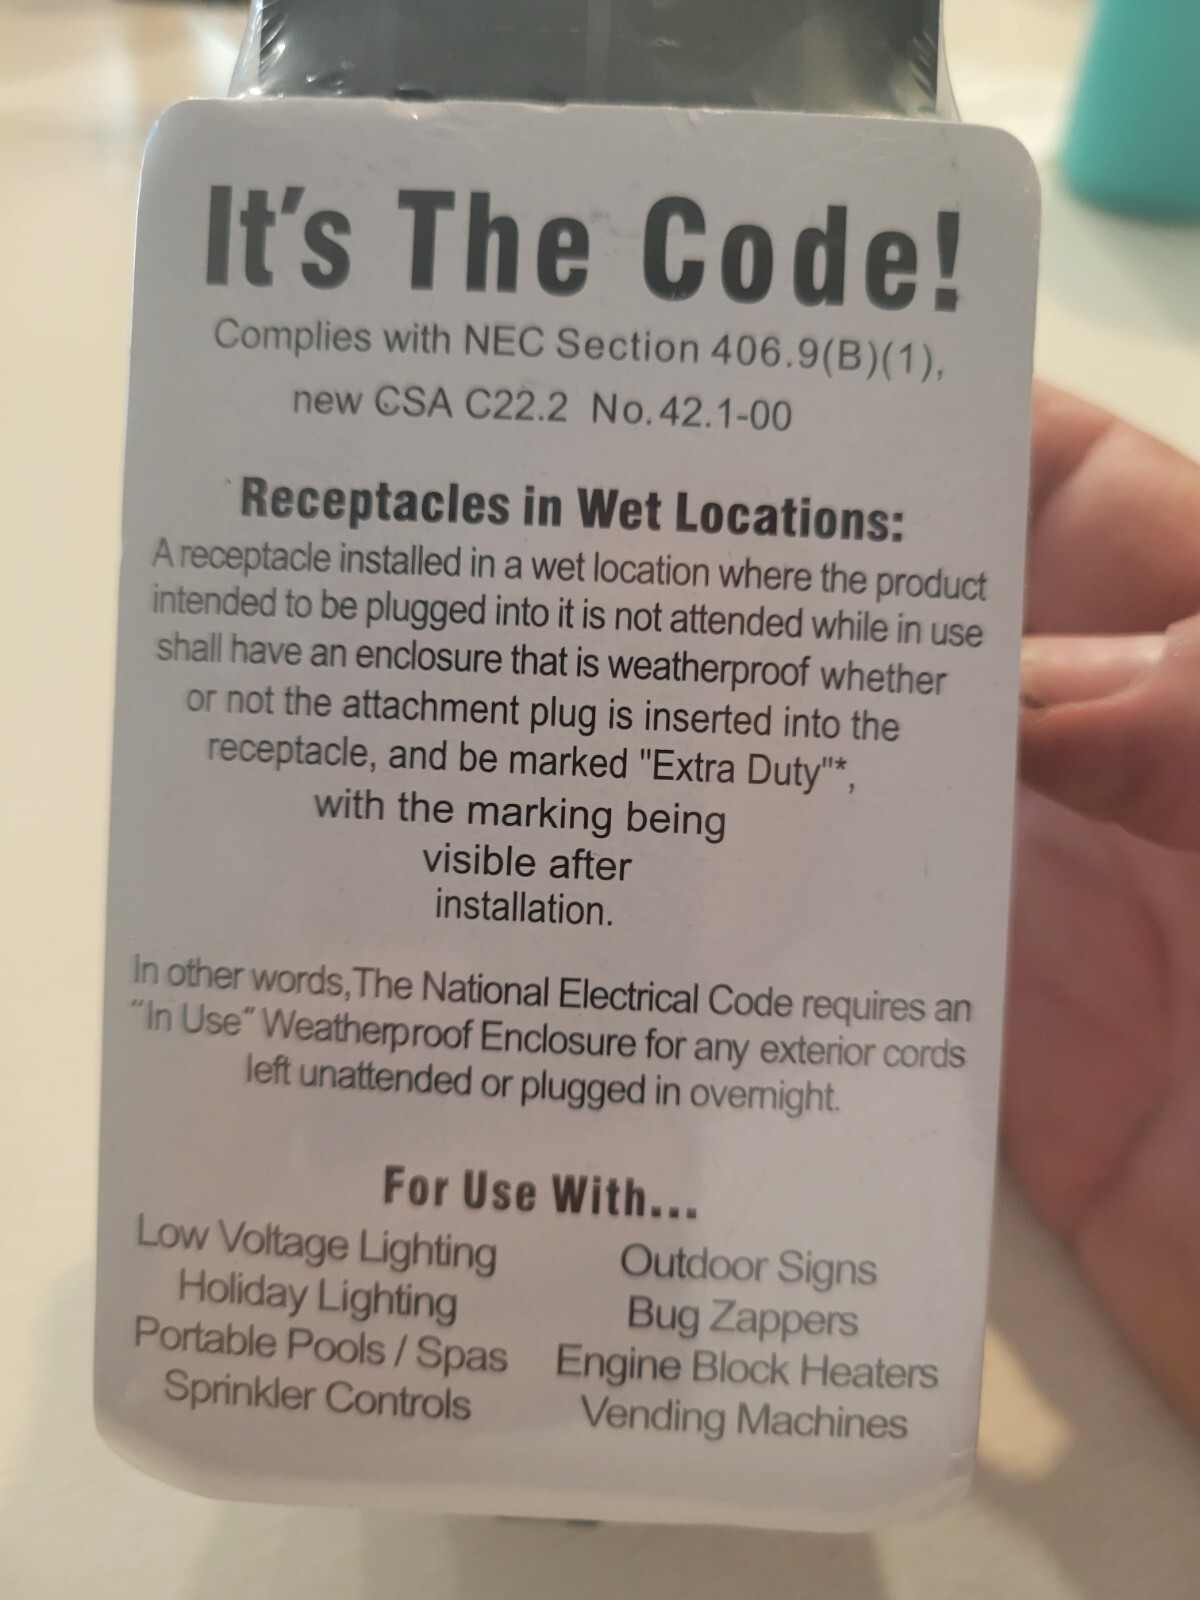 It's The Code!
Complies with NEC Section 406.9(B)(1),
new CSA C22.2 No.42.1-00
Receptacles in Wet Locations:
A receptacle installed in a wet location where the product
intended to be plugged into it is not attended while in use
shall have an enclosure that is weatherproof whether
or not the attachment plug is inserted into the
receptacle, and be marked "Extra Duty"*,
with the marking being
visible after
installation.
In other words,The National Electrical Code requires an
“In Use” Weatherproof Enclosure for any exterior cords
left unattended or plugged in overnight.
For Use With...
Low Voltage Lighting
Holiday Lighting
Portable Pools / Spas
Sprinkler Controls
Outdoor Signs
Bug Zappers
Engine Block Heaters
Vending Machines